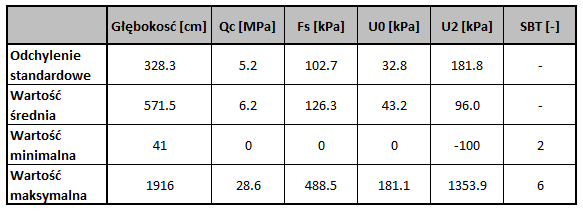 Głębokosć [cm] Qc [MPa] Fs [kPa] U0 [kPa] U2 [kPa] SBT [-]
Odchylenie
standardowe 328.3 5.2 102.7 32.8 181.8 -
Wartość
średnia 571.5 6.2 126.3 43.2 96.0 -
Wartość
minimalna 41 0 0 0 -100 2
Wartość
maksymalna 1916 28.6 488.5 181.1 1353.9 6